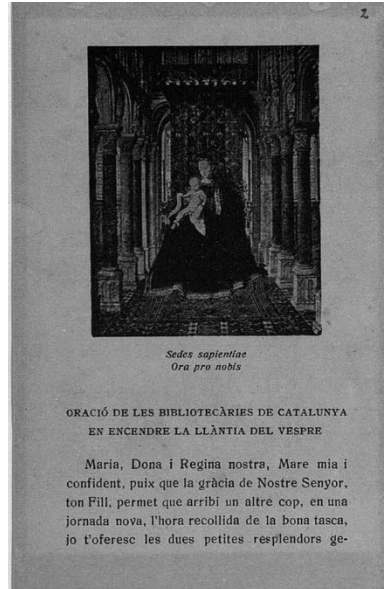 2
Sedes sapientiae
Ora pro nobis
ORACIÓ DE LES BIBLIOTECÀRIES DE CATALUNYA
EN ENCENDRE LA LLÀNTIA DEL VESPRE
Maria, Dona i Regina nostra, Mare mia i
confident, puix que la gràcia de Nostre Senyor,
ton Fill, permet que arribi un altre cop, en una
jornada nova, l'hora recollida de la bona tasca,
jo t'oferesc les dues petites resplendors ge-